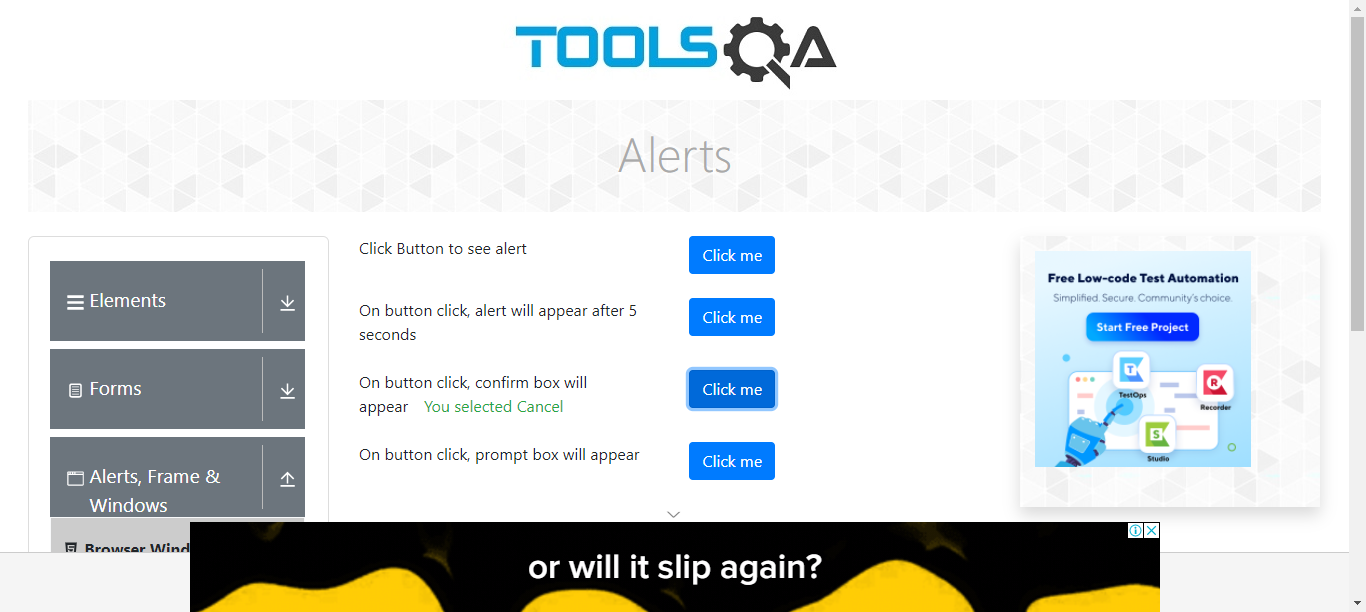 TOOLSQA
Alerts
Elements
Forms
Alerts, Frame &
Windows
Browser Wind
Click Button to see alert
Click me
On button click, alert will appear after 5
seconds
Click me
On button click, confirm box will
appear You selected Cancel
Click me
On button click, prompt box will appear
Click me
Free Low-code Test Automation
Simplified. Secure. Community's choice.
Start Free Project
TestOps
Recorder
Studio
or will it slip again?